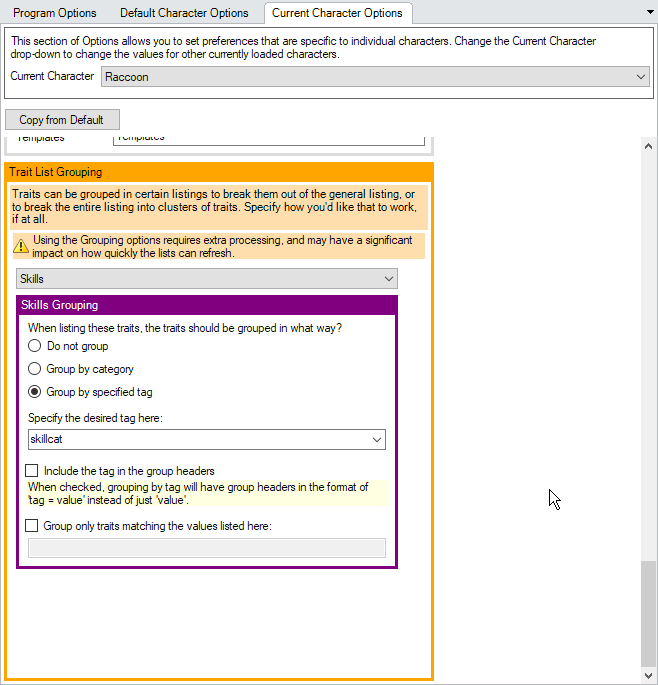 Program Options
Default Character Options
Current Character Options
This section of Options allows you to set preferences that are specific to individual characters. Change the Current Character
drop-down to change the values for other currently loaded characters.
Current Character
Raccoon
Copy from Default
Templates
Templates
Trait List Grouping
Traits can be grouped in certain listings to break them out of the general listing, or
to break the entire listing into clusters of traits. Specify how you'd like that to work,
if at all.
Using the Grouping options requires extra processing, and may have a significant
impact on how quickly the lists can refresh.
Skills
Skills Grouping
When listing these traits, the traits should be grouped in what way?
Do not group
Group by category
Group by specified tag
Specify the desired tag here:
skillcat
Include the tag in the group headers
When checked, grouping by tag will have group headers in the format of
'tag = value' instead of just 'value'.
Group only traits matching the values listed here: